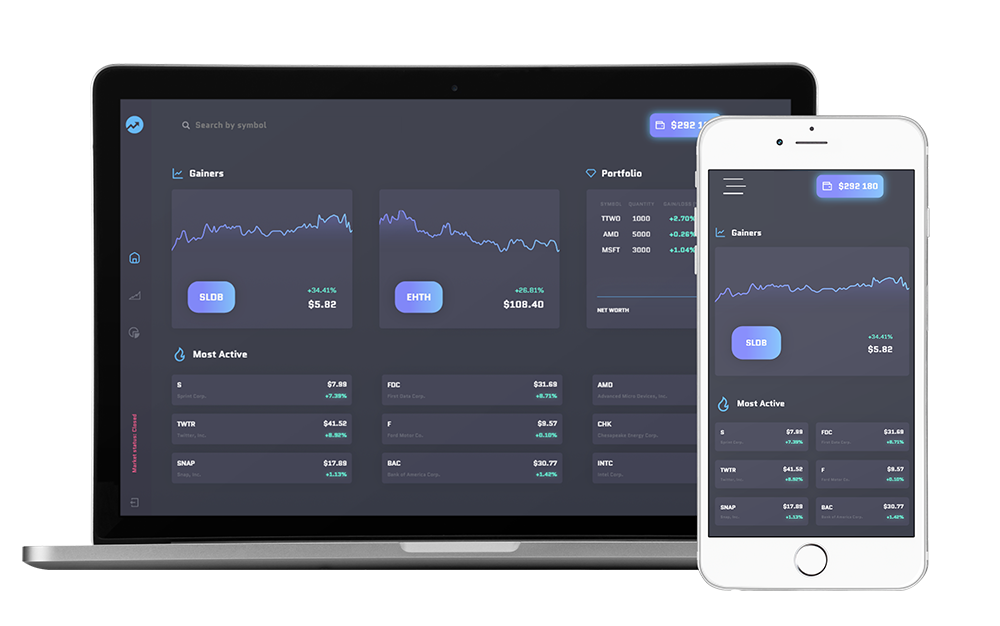 Search by symbol
$292 1
Gainers
Portfolio
SYMBOL QUANTITY GAIN/LOSS
TTWO 1000 +2.70%
AMD 5000 +0.26%
MSFT 3000 +1.04%
SLDB
+34.41%
$5.82
EHTH
+26.81%
$108.40
NET WORTH
Most Active
S $7.99
Sprint Corp. +7.39%
FDC $31.69
First Data Corp. +8.71%
AMD
Advanced Micro Devices, Inc.
TWTR $41.52
Twitter, Inc. +8.92%
F $9.57
Ford Motor Co. +0.10%
CHK
Chesapeake Energy Corp.
SNAP $17.89
Snap, Inc. +1.13%
BAC $30.77
Bank of America Corp. +1.42%
INTC
Intel Corp.
Market status: Closed
$292 180
Gainers
SLDB
+34.41%
$5.82
Most Active
S $7.99
Sprint Corp. +7.39%
FDC $31.69
First Data Corp. +8.71%
TWTR $41.52
Twitter, Inc. +8.92%
F $9.57
Ford Motor Co. +0.10%
SNAP $17.89
Snap, Inc. +1.13%
BAC $30.77
Bank of America Corp. +1.42%